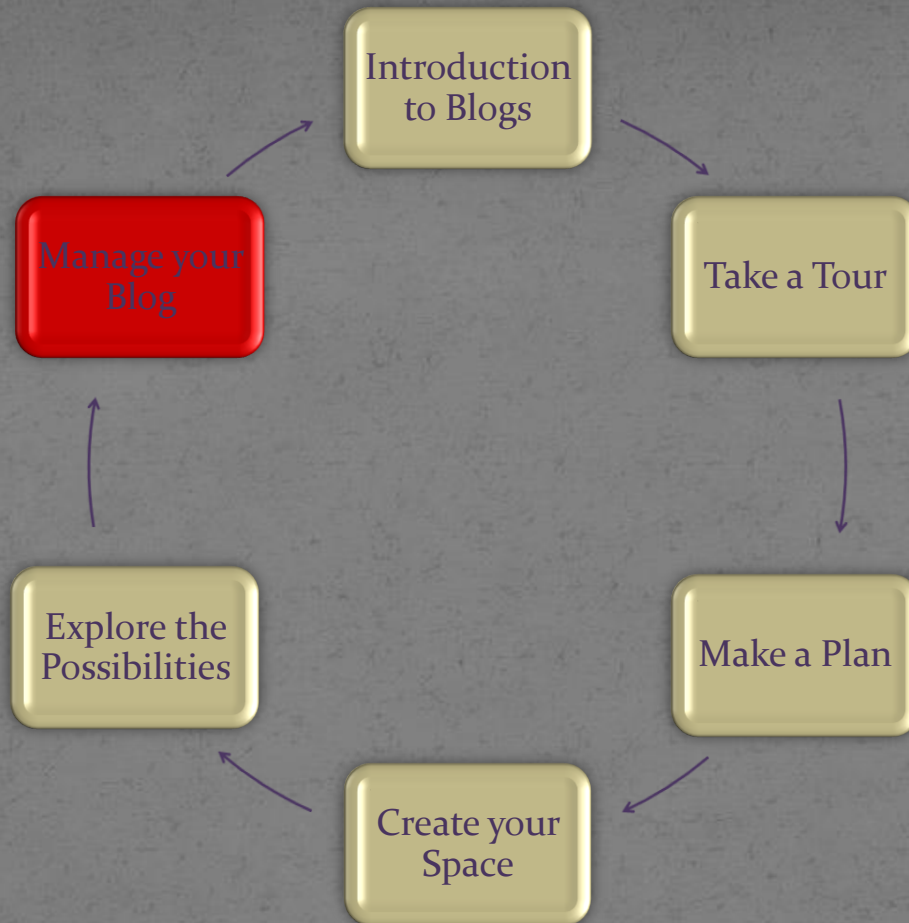 Introduction
to Blogs
Take a Tour
Make a Plan
Create your
Space
Explore the
Possibilities
Manage your
Blog